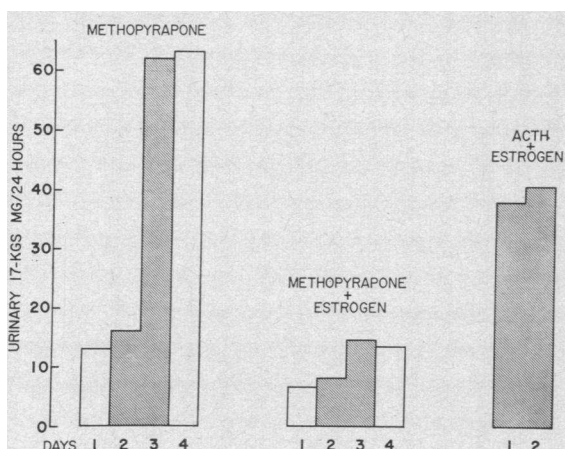 METHOPYRAPONE
URINARY 17-KGS MG/24 HOURS
60
50
40
30
20
10
0
ACTH
+
ESTROGEN
METHOPYRAPONE
+
ESTROGEN
DAYS 1 2 3 4 1 2 3 4 1 2